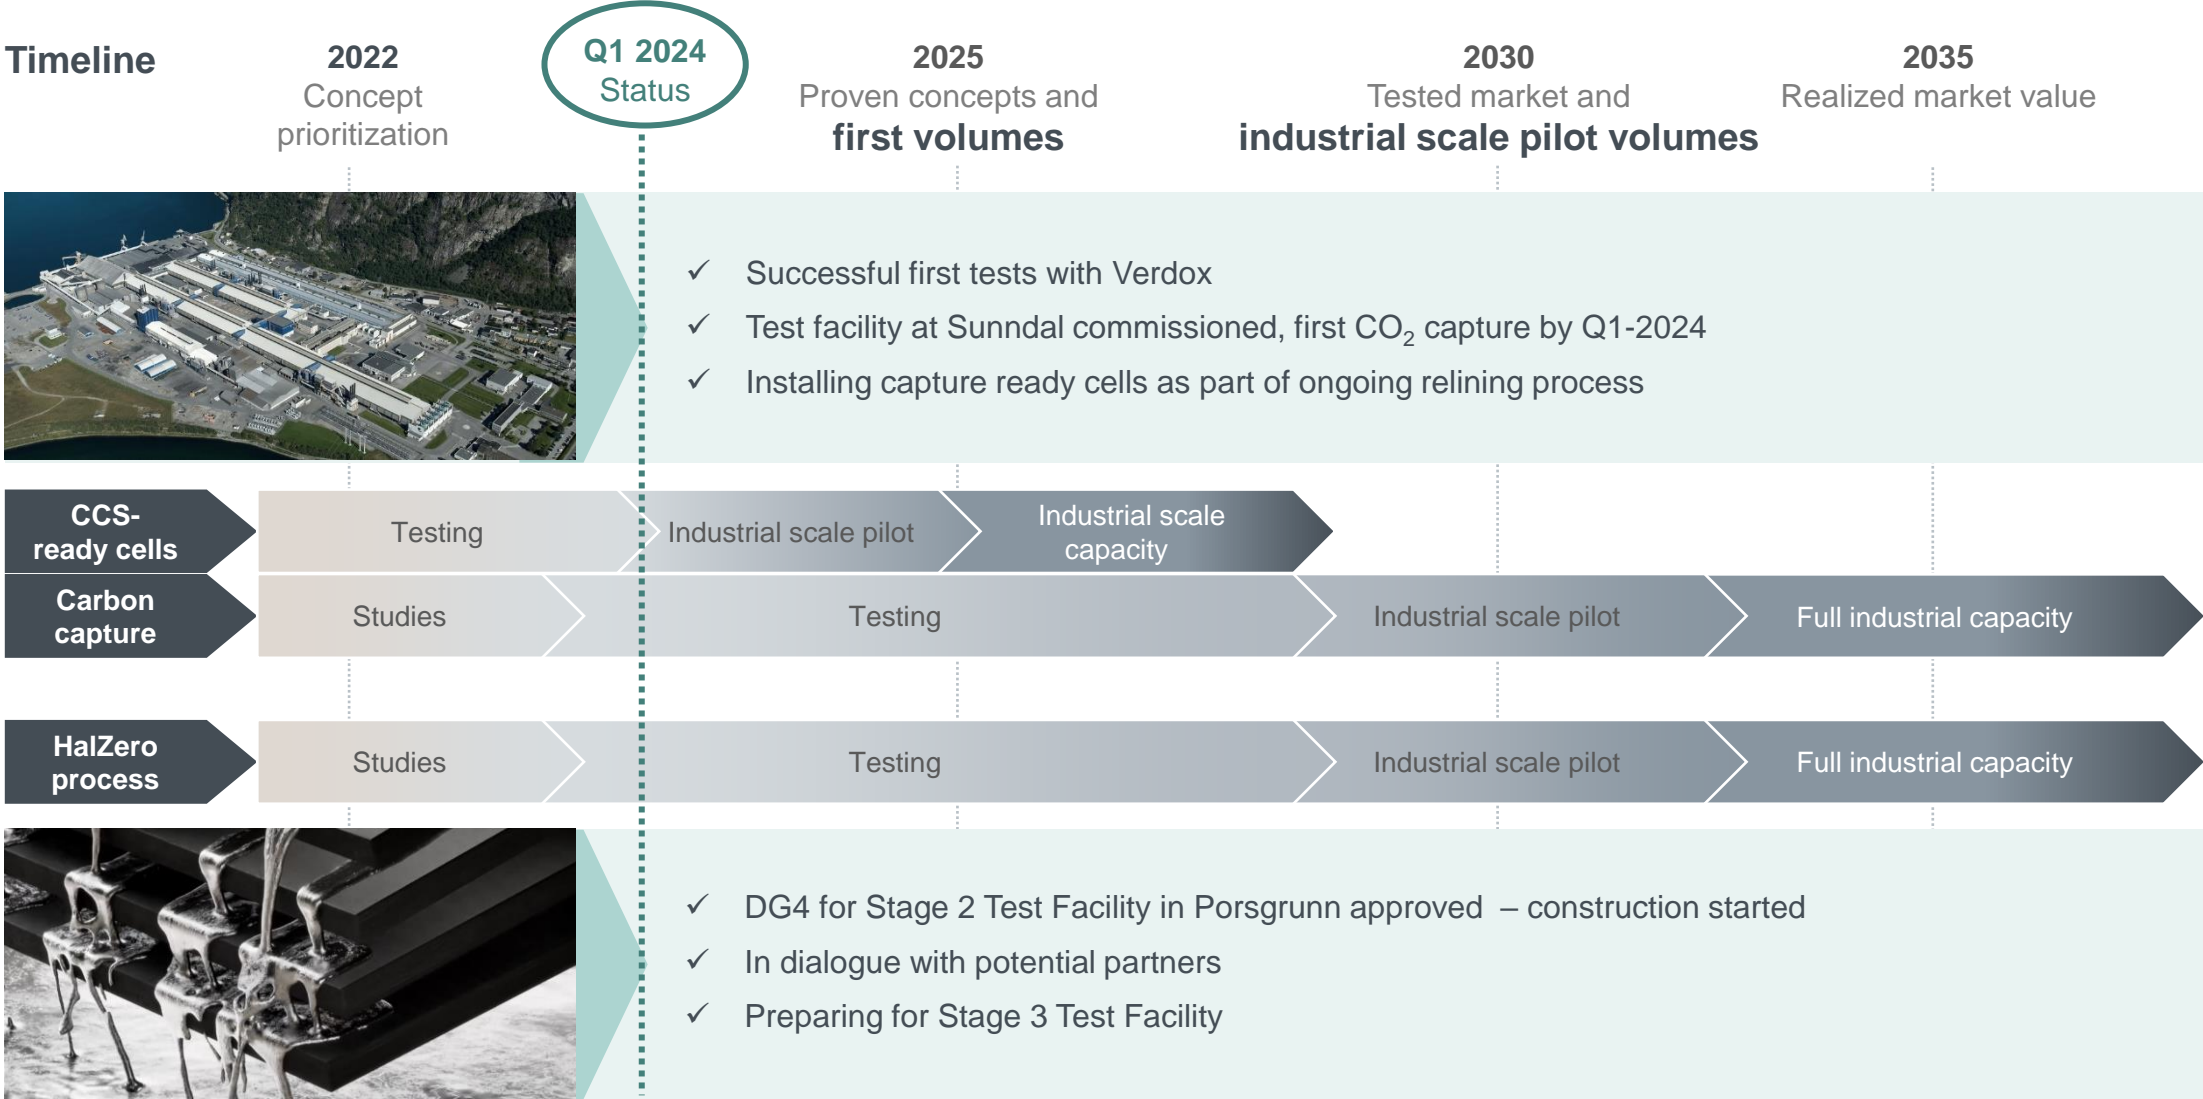 Timeline
2022
Concept
prioritization
Q1 2024
Status
2025
Proven concepts and
first volumes
2030
Tested market and
industrial scale pilot volumes
2035
Realized market value
✓ Successful first tests with Verdox
✓ Test facility at Sunndal commissioned, first CO₂ capture by Q1-2024
✓ Installing capture ready cells as part of ongoing relining process
CCS-
ready cells
Testing
Industrial scale pilot
Industrial scale
capacity
Carbon
capture
Studies
Testing
Industrial scale pilot
Full industrial capacity
HalZero
process
Studies
Testing
Industrial scale pilot
Full industrial capacity
✓ DG4 for Stage 2 Test Facility in Porsgrunn approved – construction started
✓ In dialogue with potential partners
✓ Preparing for Stage 3 Test Facility